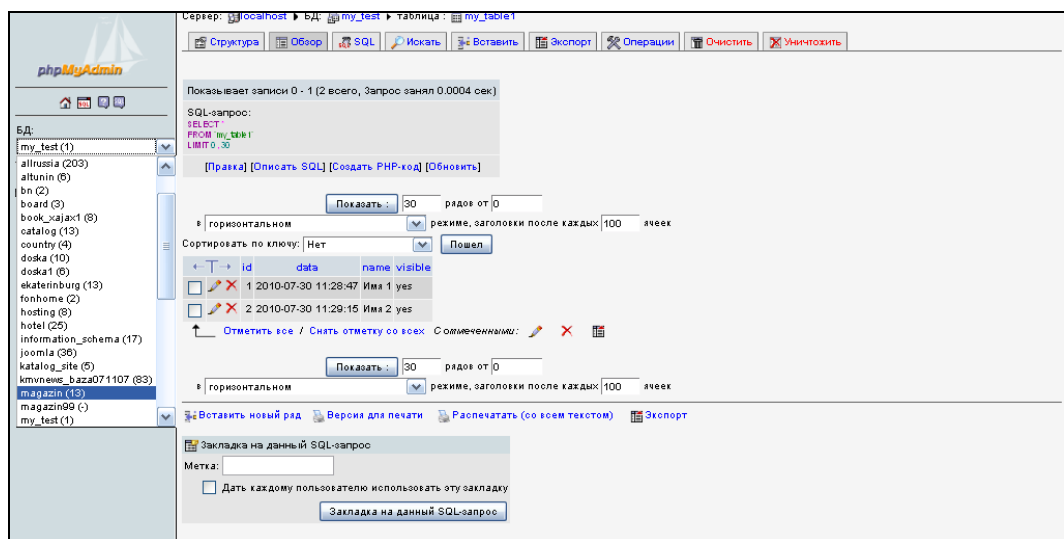 Сервер: localhost ▶ БД: my_test ▶ таблица : my_table1
Структура Обзор SQL Искать Вставить Экспорт Операции Очистить Уничтожить
phpMyAdmin
БД:
my_test (1)
allrussia (203)
altunin (6)
bn (2)
board (3)
book_xajax1 (8)
catalog (13)
country (4)
doska (10)
doska1 (6)
ekaterinburg (13)
fonhome (2)
hosting (8)
hotel (25)
information_schema (17)
joomla (36)
katalog_site (5)
kmvnews_baza071107 (83)
magazin (13)
magazin99 (-)
my_test (1)
Показывает записи 0 - 1 (2 всего, Запрос занял 0.0004 сек)
SQL-запрос:
SELECT *
FROM `my_table1`
LIMIT 0 , 30
[Правка] [Описать SQL] [Создать PHP-код] [Обновить]
Показать : 30 рядов от 0
в горизонтальном режиме, заголовки после каждых 100 ячеек
Сортировать по ключу: Нет Пошел
←T→ id data name visible
1 2010-07-30 11:28:47 Имя 1 yes
2 2010-07-30 11:29:15 Имя 2 yes
Отметить все / Снять отметку со всех С отмеченными:
Показать : 30 рядов от 0
в горизонтальном режиме, заголовки после каждых 100 ячеек
Вставить новый ряд Версия для печати Распечатать (со всем текстом) Экспорт
Закладка на данный SQL-запрос
Метка:
Дать каждому пользователю использовать эту закладку
Закладка на данный SQL-запрос